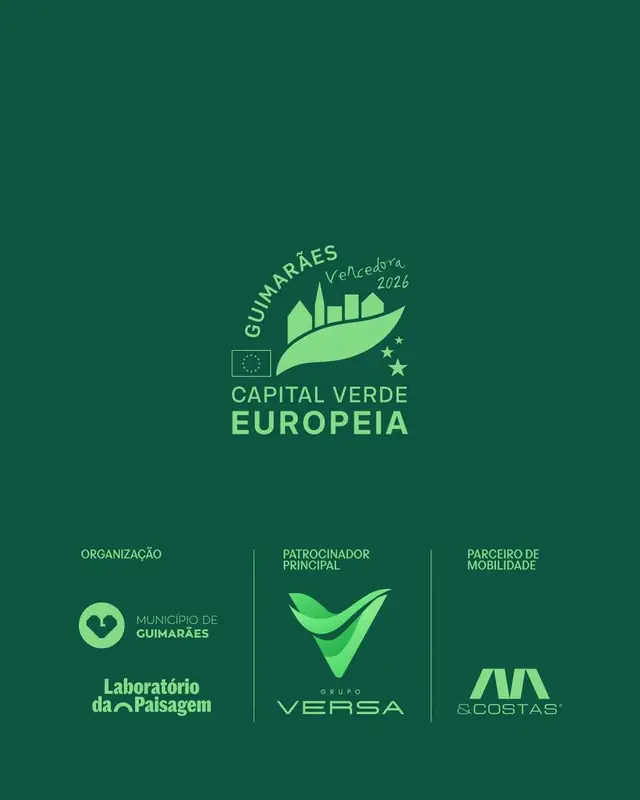 GUIMARÃES
Vencedora
2026
CAPITAL VERDE
EUROPEIA
ORGANIZAÇÃO
MUNICÍPIO DE
GUIMARÃES
Laboratório
da Paisagem
PATROCINADOR
PRINCIPAL
GRUPO
VERSA
PARCEIRO DE
MOBILIDADE
M
&COSTAS®